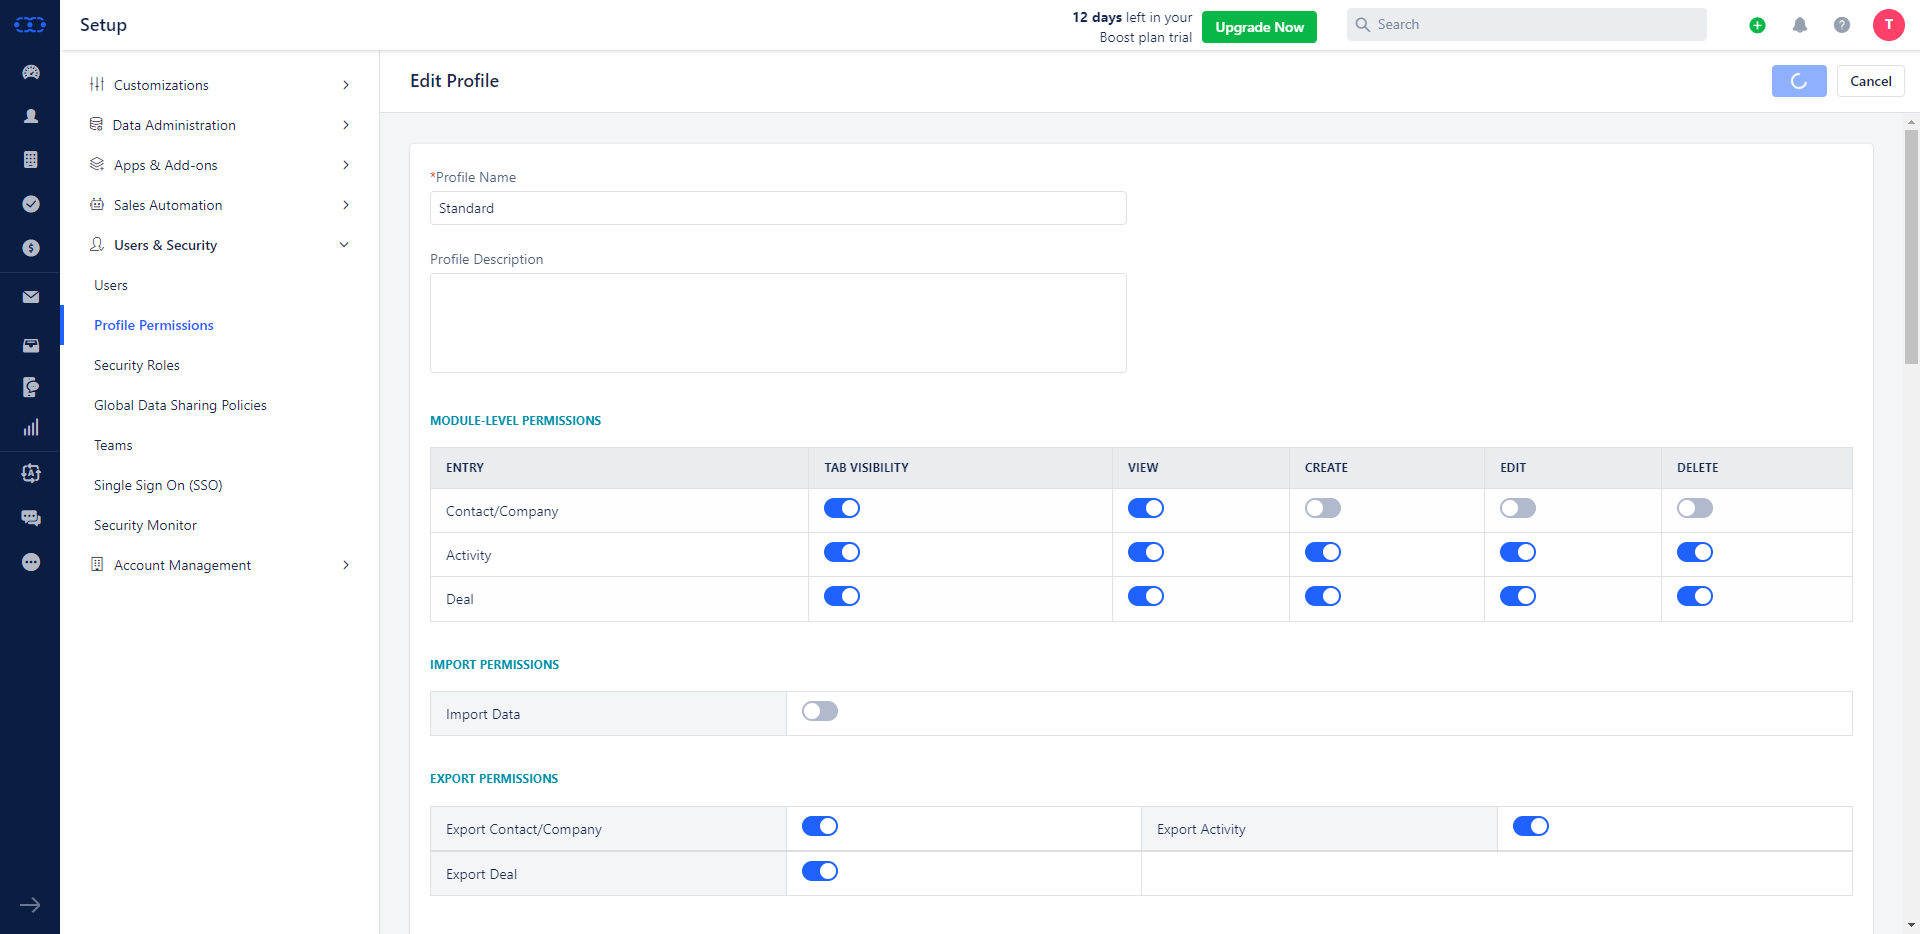 Setup
12 days left in your
Boost plan trial
Upgrade Now
Search
T
Customizations
Data Administration
Apps & Add-ons
Sales Automation
Users & Security
Users
Profile Permissions
Security Roles
Global Data Sharing Policies
Teams
Single Sign On (SSO)
Security Monitor
Account Management
Edit Profile
Cancel
*Profile Name
Standard
Profile Description
MODULE-LEVEL PERMISSIONS
ENTRY TAB VISIBILITY VIEW CREATE EDIT DELETE
Contact/Company
Activity
Deal
IMPORT PERMISSIONS
Import Data
EXPORT PERMISSIONS
Export Contact/Company Export Activity
Export Deal